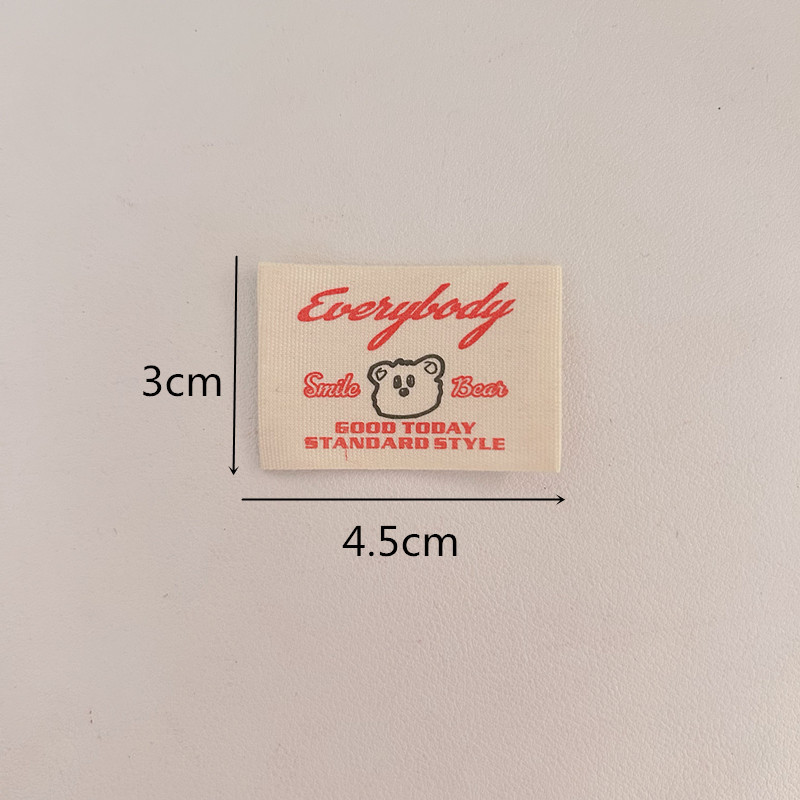 Everybody
Smile Bear
GOOD TODAY
STANDARD STYLE
3cm
4.5cm